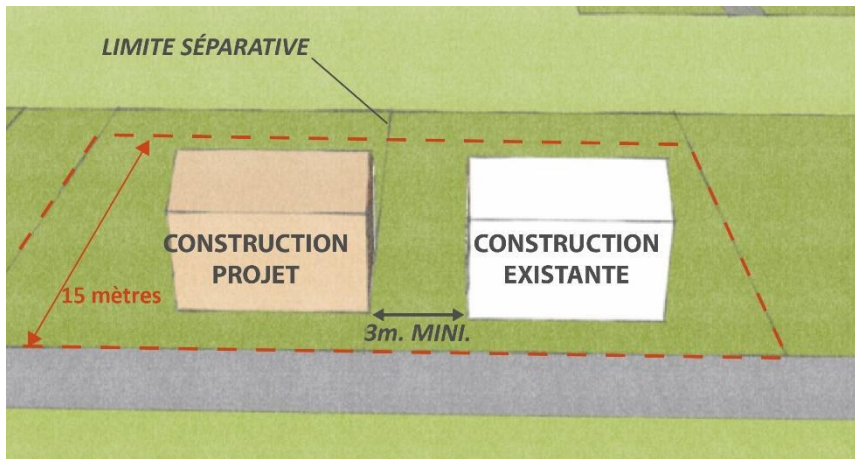 LIMITE SÉPARATIVE
CONSTRUCTION
PROJET
CONSTRUCTION
EXISTANTE
15 mètres
3m. MINI.